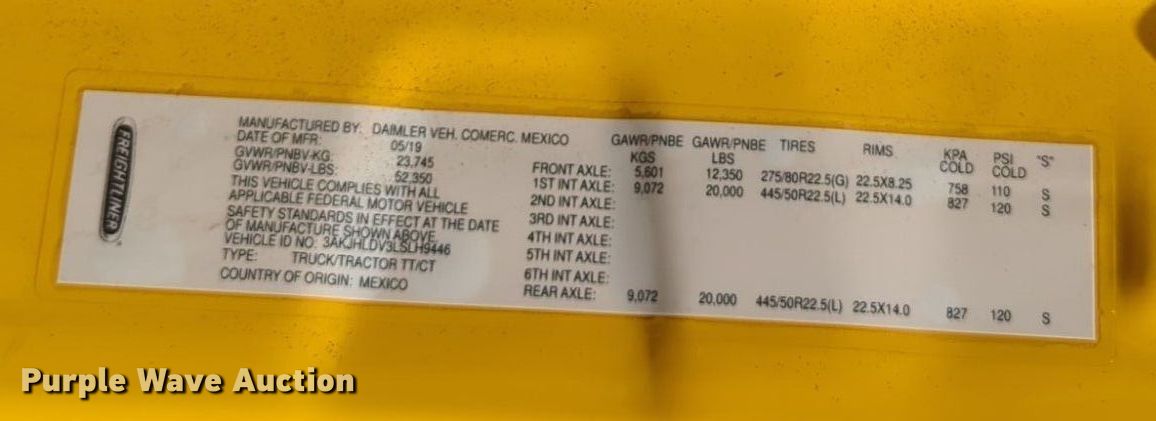 FREIGHTLINER
MANUFACTURED BY: DAIMLER VEH. COMERC. MEXICO
DATE OF MFR: 05/19
GVWR/PNBV-KG: 23,745
GVWR/PNBV-LBS: 52,350
THIS VEHICLE COMPLIES WITH ALL
APPLICABLE FEDERAL MOTOR VEHICLE
SAFETY STANDARDS IN EFFECT AT THE DATE
OF MANUFACTURE SHOWN ABOVE.
VEHICLE ID NO: 3AKJHLDV3LSLH9446
TYPE: TRUCK/TRACTOR TT/CT
COUNTRY OF ORIGIN: MEXICO
GAWR/PNBE GAWR/PNBE TIRES RIMS KPA PSI "S"
KGS LBS COLD COLD
FRONT AXLE: 5,601 12,350 275/80R22.5(G) 22.5X8.25 758 110 S
1ST INT AXLE: 9,072 20,000 445/50R22.5(L) 22.5X14.0 827 120 S
2ND INT AXLE:
3RD INT AXLE:
4TH INT AXLE:
5TH INT AXLE:
6TH INT AXLE:
REAR AXLE: 9,072 20,000 445/50R22.5(L) 22.5X14.0 827 120 S
Purple Wave Auction